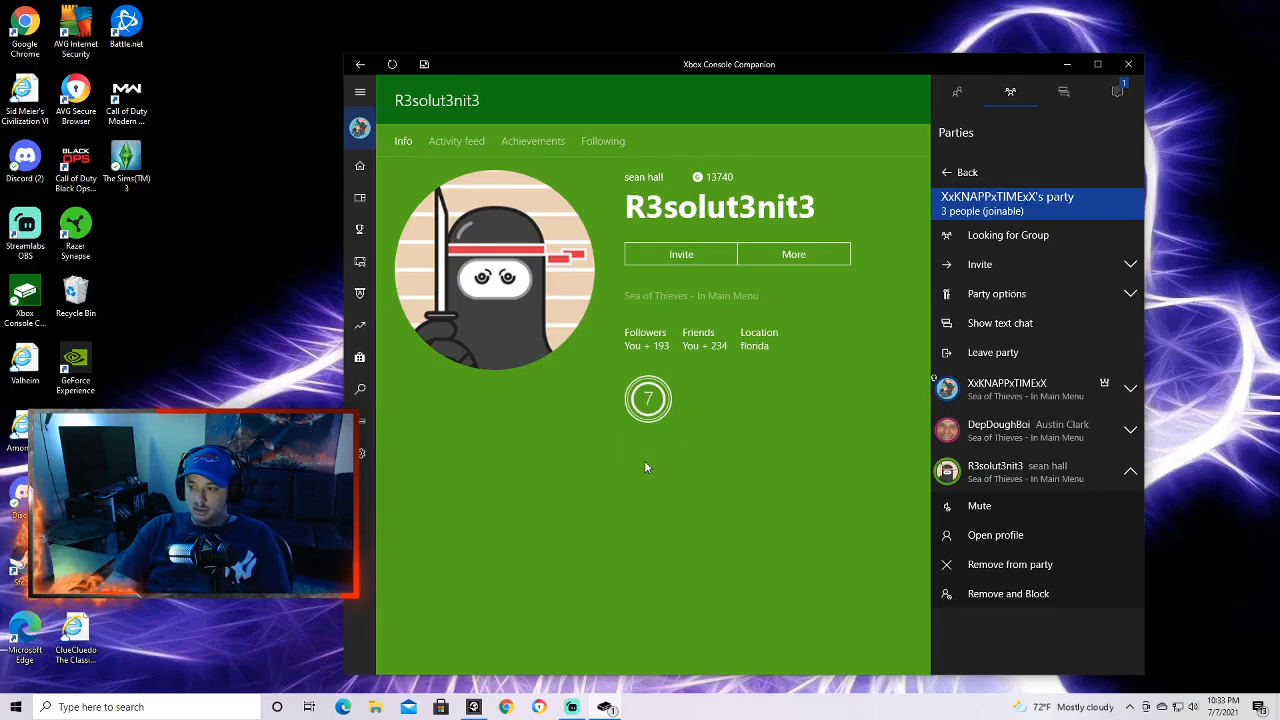 Google
Chrome
AVG Internet
Security
Battle.net
Sid Meier's
Civilization VI
AVG Secure
Browser
Call of Duty
Modern ...
Discord (2)
BLACK OPS
Call of Duty
Black Ops...
The Sims(TM)
3
Streamlabs
OBS
Razer
Synapse
Xbox
Console C...
Recycle Bin
Valheim
GeForce
Experience
Microsoft
Edge
ClueCluedo
The Classi...
Xbox Console Companion
R3solut3nit3
Info
Activity feed
Achievements
Following
sean hall
G 13740
R3solut3nit3
Invite
More
Sea of Thieves - In Main Menu
Followers
You + 193
Friends
You + 234
Location
florida
7
1
Parties
Back
XxKNAPPxTIMExX's party
3 people (joinable)
Looking for Group
Invite
Party options
Show text chat
Leave party
XxKNAPPxTIMExX
Sea of Thieves - In Main Menu
DepDoughBoi Austin Clark
Sea of Thieves - In Main Menu
R3solut3nit3 sean hall
Sea of Thieves - In Main Menu
Mute
Open profile
Remove from party
Remove and Block
Type here to search
1
72°F Mostly cloudy
10:33 PM
7/7/2021